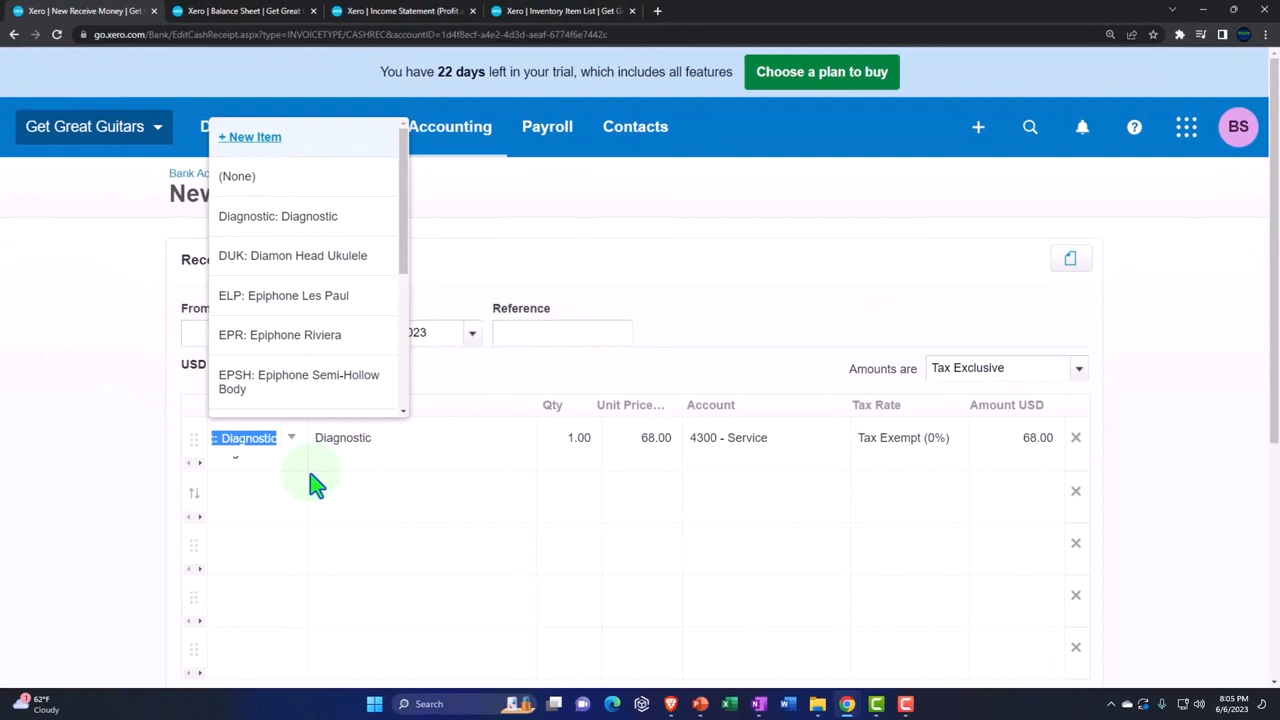 Xero | New Receive Money | Get
Xero | Balance Sheet | Get Great
Xero | Income Statement (Profit a
Xero | Inventory Item List | Get G
go.xero.com/Bank/EditCashReceipt.aspx?type=INVOICETYPE/CASHREC&accountID=1d4f8ecf-a4e2-4d3d-aeaf-6774f6e7442c
You have 22 days left in your trial, which includes all features
Choose a plan to buy
Get Great Guitars
D
Accounting
Payroll
Contacts
BS
Bank Ac
New
+ New Item
(None)
Diagnostic: Diagnostic
DUK: Diamon Head Ukulele
ELP: Epiphone Les Paul
EPR: Epiphone Riviera
EPSH: Epiphone Semi-Hollow
Body
Rece
From
023
Reference
USD
Amounts are
Tax Exclusive
Qty
Unit Price...
Account
Tax Rate
Amount USD
: Diagnostic
Diagnostic
1.00
68.00
4300 - Service
Tax Exempt (0%)
68.00
62°F
Cloudy
Search
8:05 PM
6/6/2023